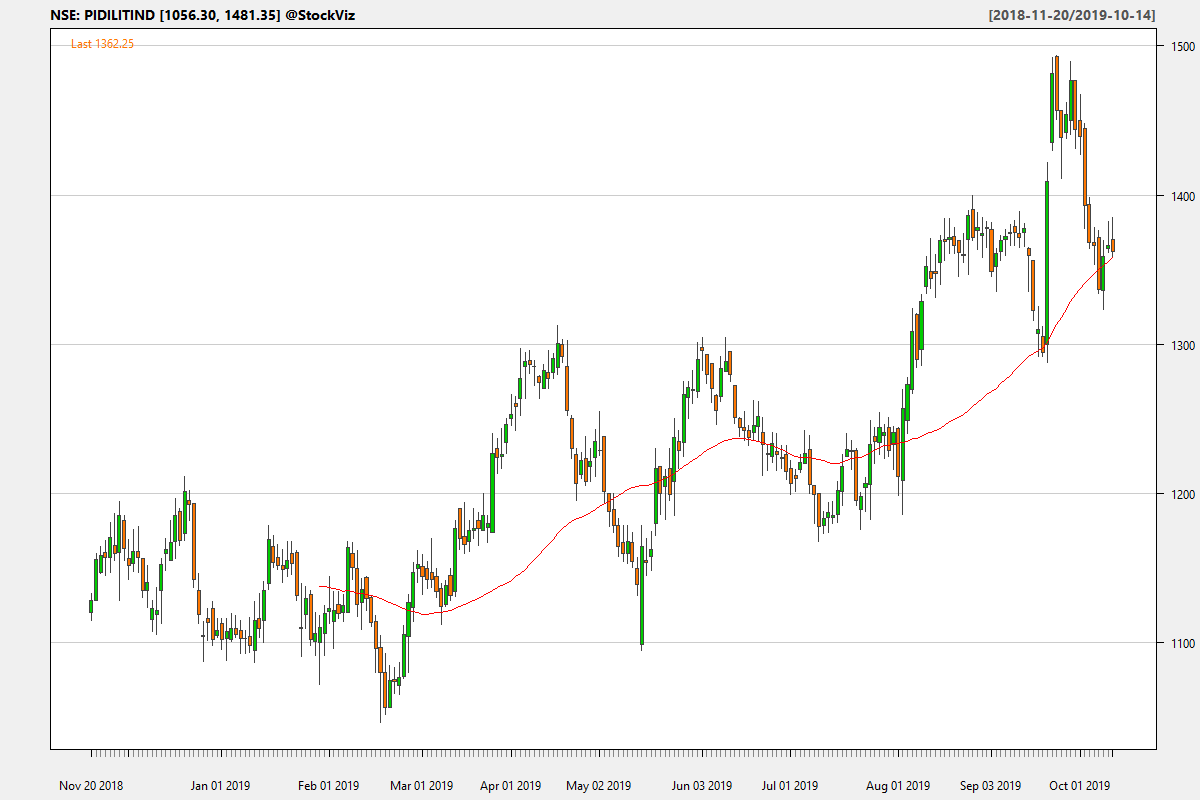 NSE: PIDILITIND [1056.30, 1481.35] @StockViz
[2018-11-20/2019-10-14]
Last 1362.25
1500
1400
1300
1200
1100
Nov 20 2018 Jan 01 2019 Feb 01 2019 Mar 01 2019 Apr 01 2019 May 02 2019 Jun 03 2019 Jul 01 2019 Aug 01 2019 Sep 03 2019 Oct 01 2019